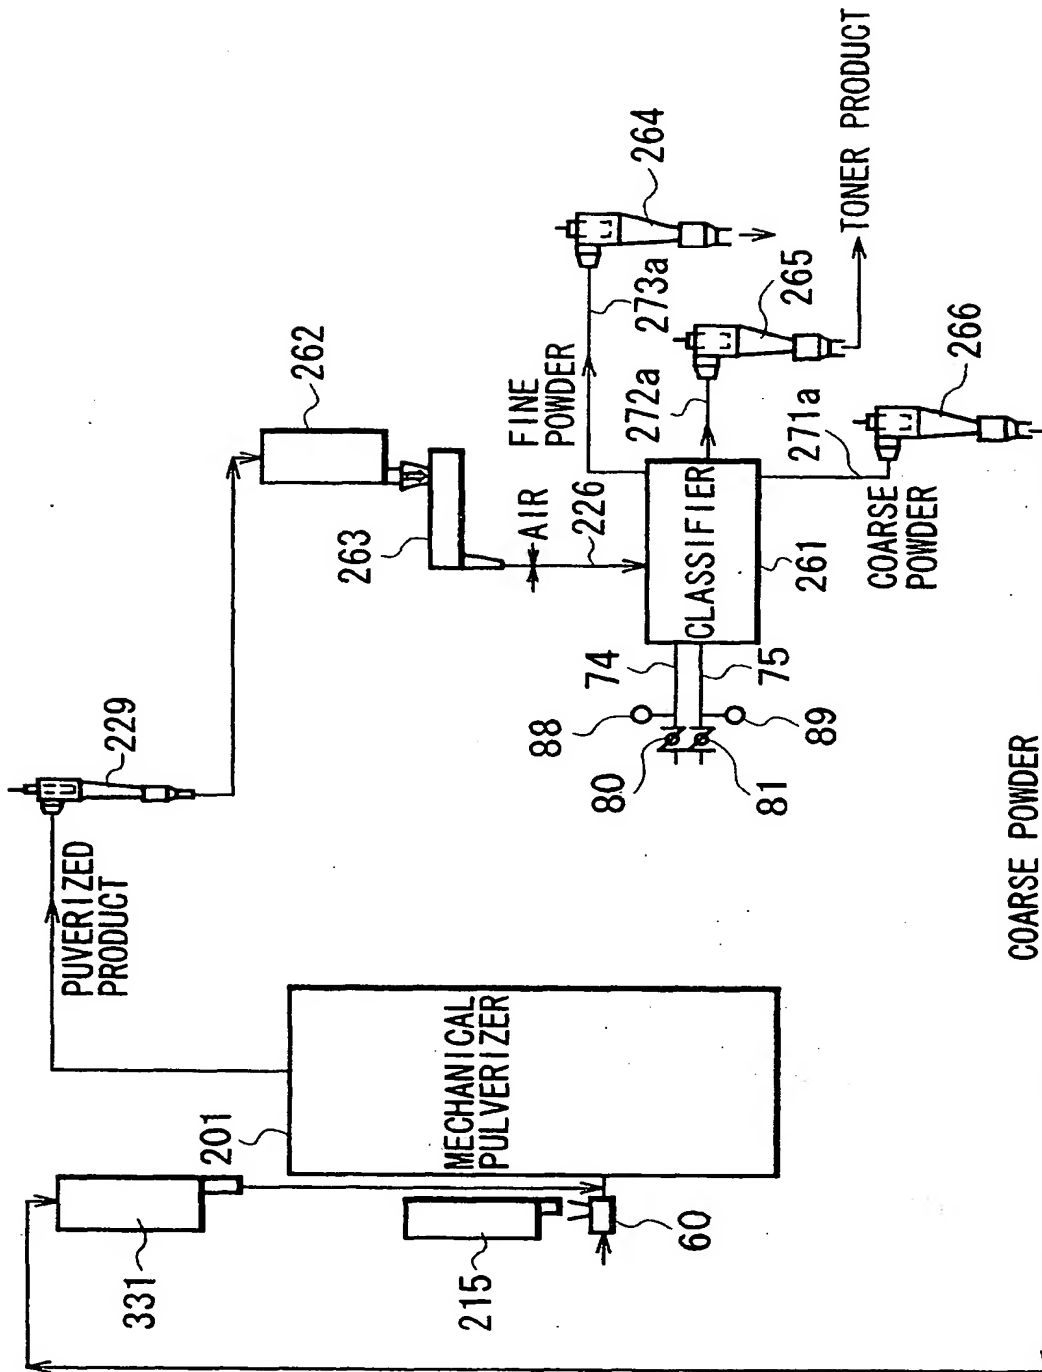 PUVERIZED
PRODUCT
229
331
201
262
263
215
MECHANICAL
PULVERIZER
AIR
FINE
POWDER
226
264
273a
88
74
80
CLASSIFIER
272a
60
75
81
89
261
265
271a
TONER PRODUCT
COARSE
POWDER
266
COARSE POWDER